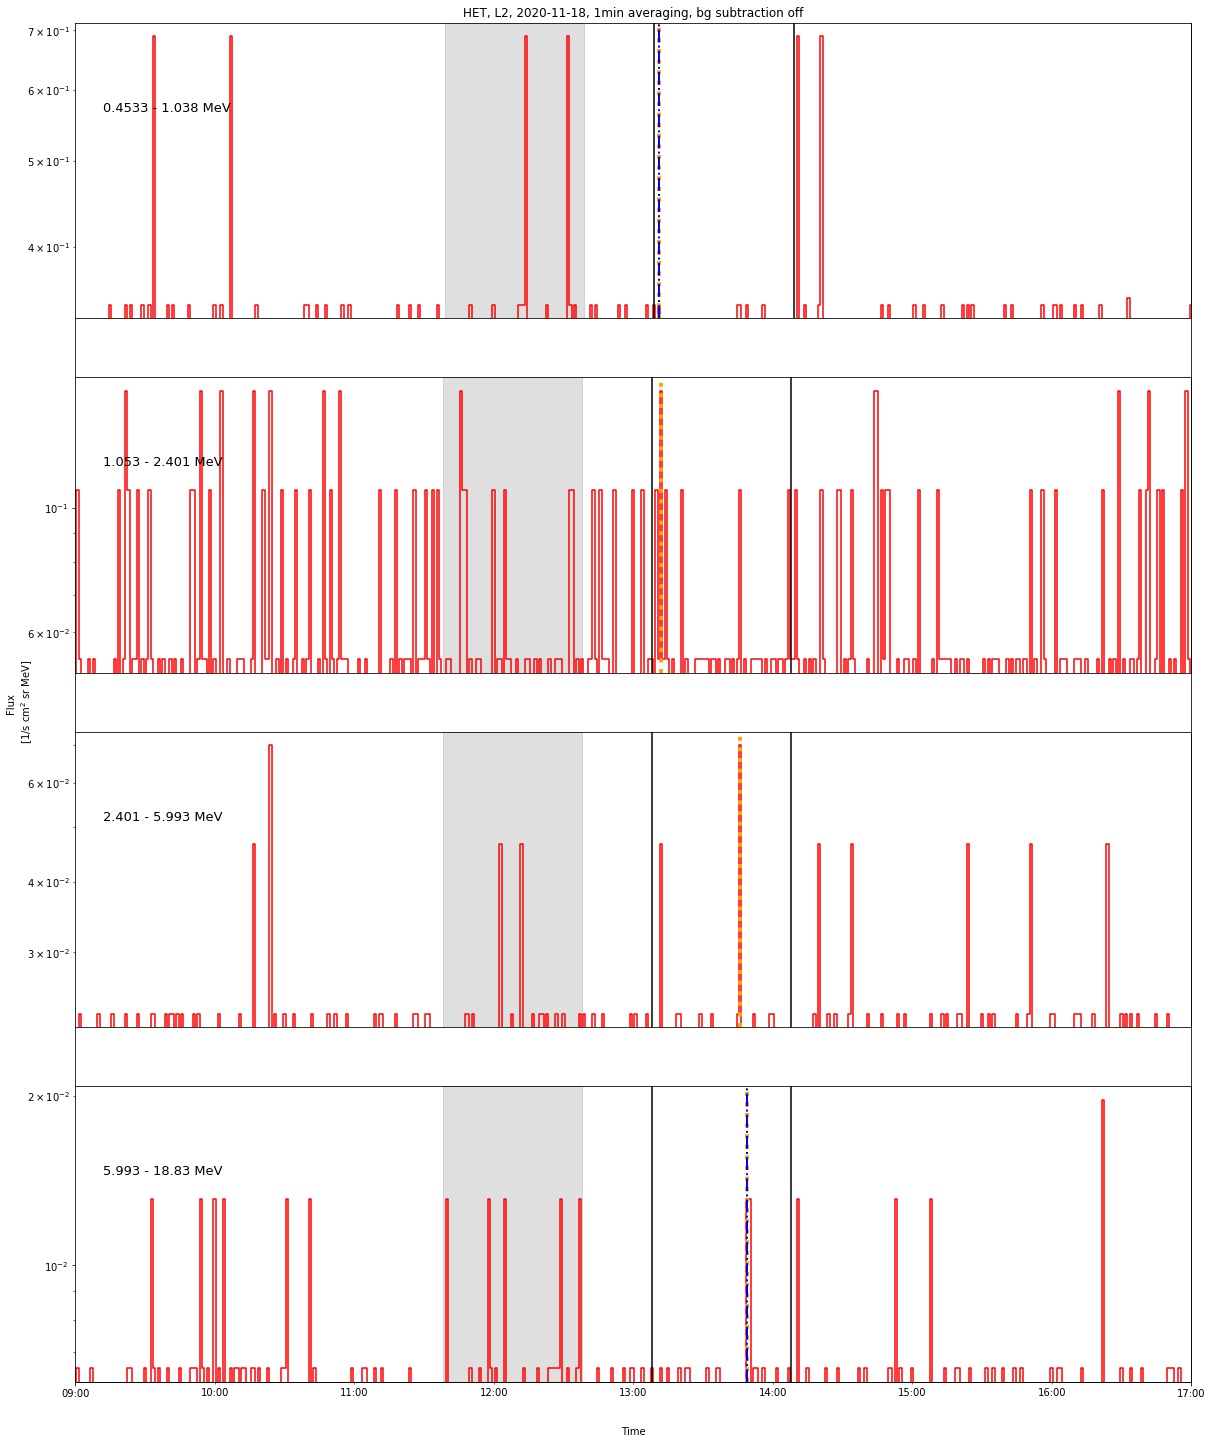 HET, L2, 2020-11-18, 1min averaging, bg subtraction off
7 × 10⁻¹
6 × 10⁻¹
0.4533 - 1.038 MeV
5 × 10⁻¹
4 × 10⁻¹
1.053 - 2.401 MeV
10⁻¹
6 × 10⁻²
Flux
[1/s cm² sr MeV]
6 × 10⁻²
2.401 - 5.993 MeV
4 × 10⁻²
3 × 10⁻²
2 × 10⁻²
5.993 - 18.83 MeV
10⁻²
09:00 10:00 11:00 12:00 13:00 14:00 15:00 16:00 17:00
Time